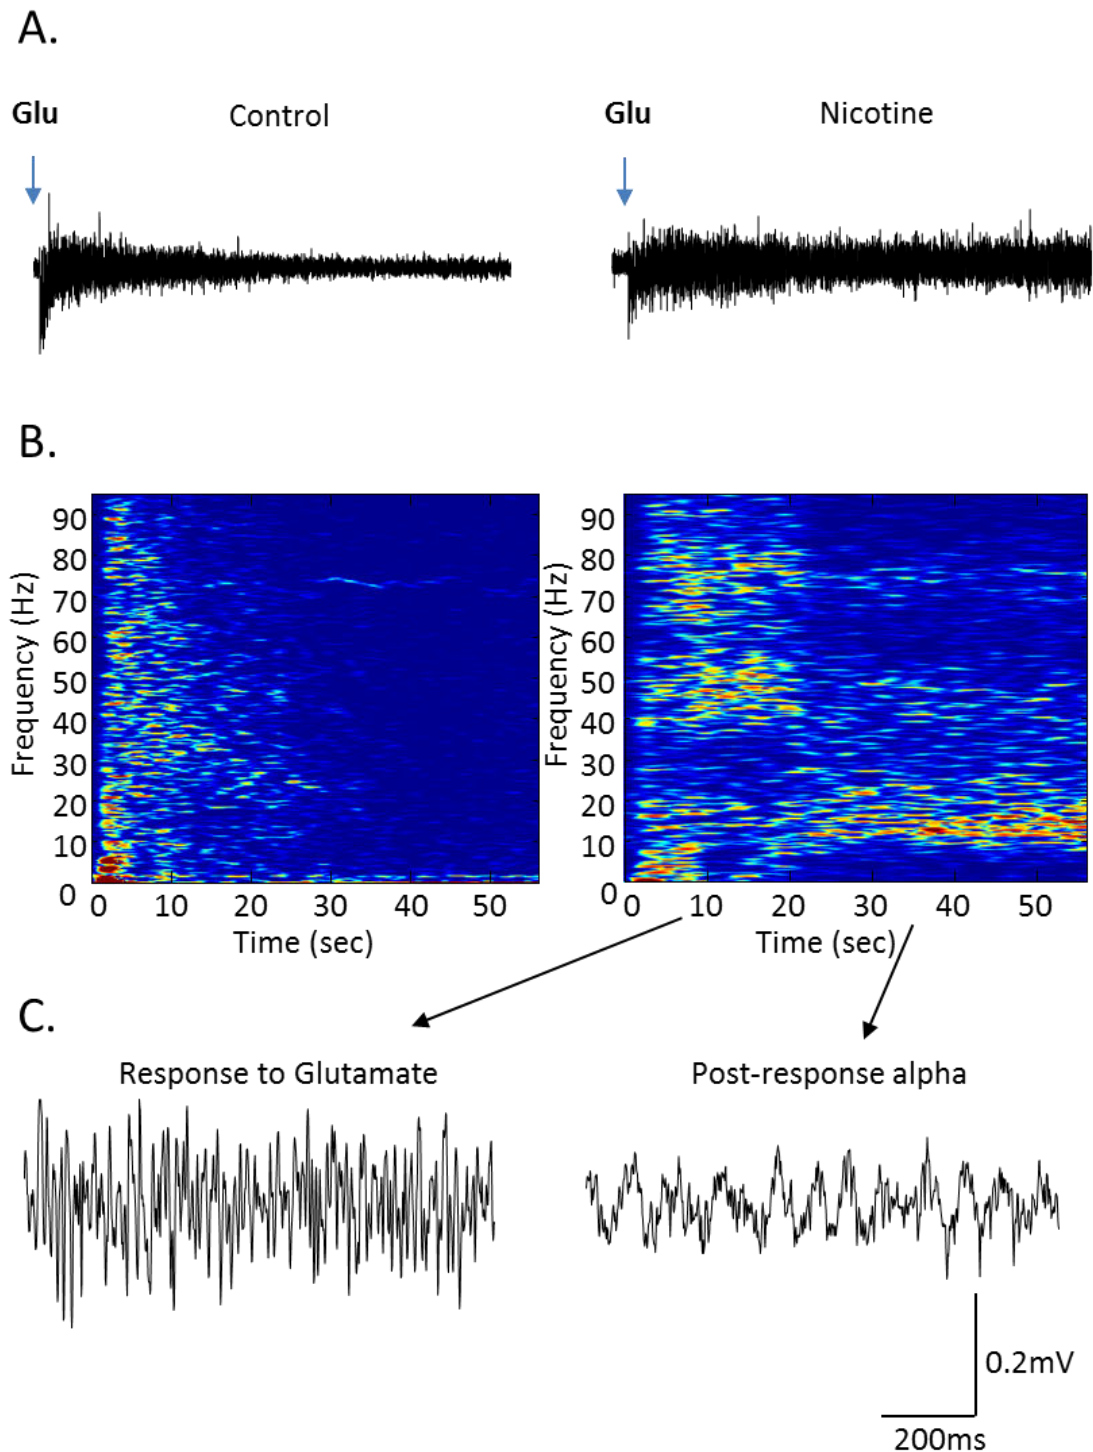 A.
Glu Control Glu Nicotine
B.
Frequency (Hz)
90
80
70
60
50
40
30
20
10
0
0 10 20 30 40 50
Time (sec)
Frequency (Hz)
90
80
70
60
50
40
30
20
10
0
0 10 20 30 40 50
Time (sec)
C.
Response to Glutamate
Post-response alpha
0.2mV
200ms